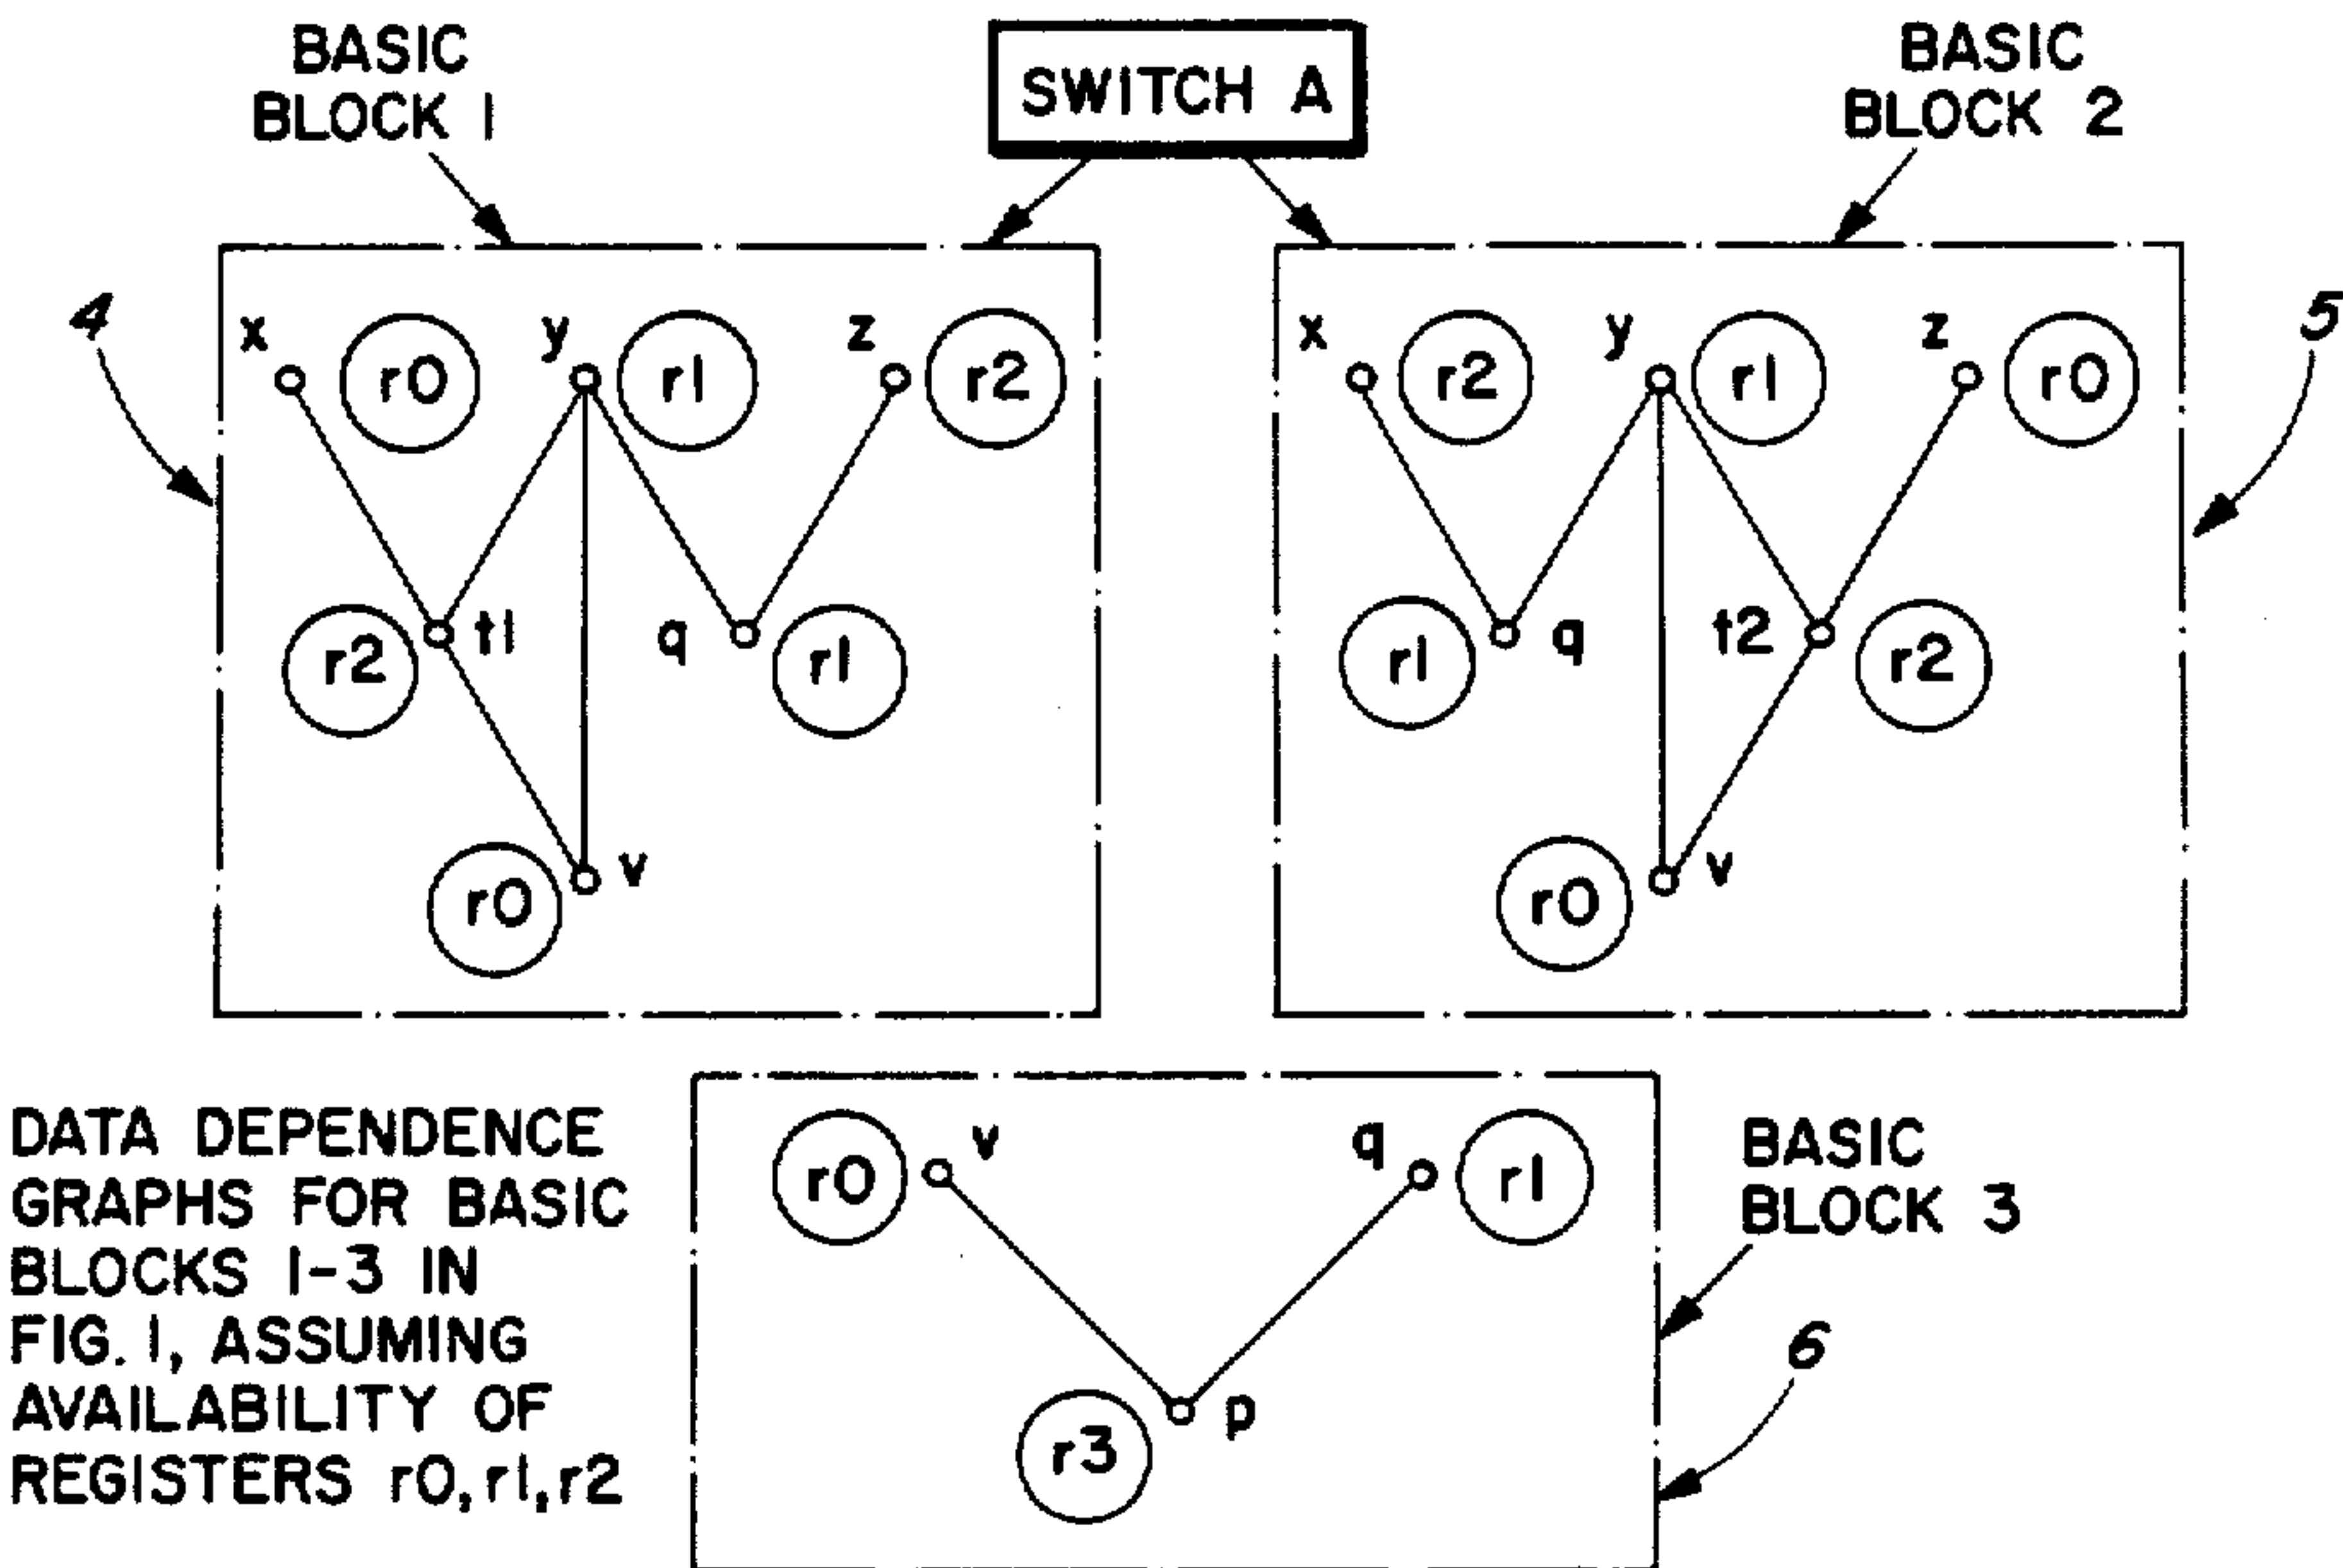 BASIC
BLOCK 1
SWITCH A
BASIC
BLOCK 2
4
x r0 y r1 z r2
r2 t1 q r1
r0 v
x r2 y r1 z r0
5
r1 q t2 r2
r0 v
DATA DEPENDENCE
GRAPHS FOR BASIC
BLOCKS 1-3 IN
FIG. 1, ASSUMING
AVAILABILITY OF
REGISTERS r0,r1,r2
r0 v q r1
r3 p
BASIC
BLOCK 3
6